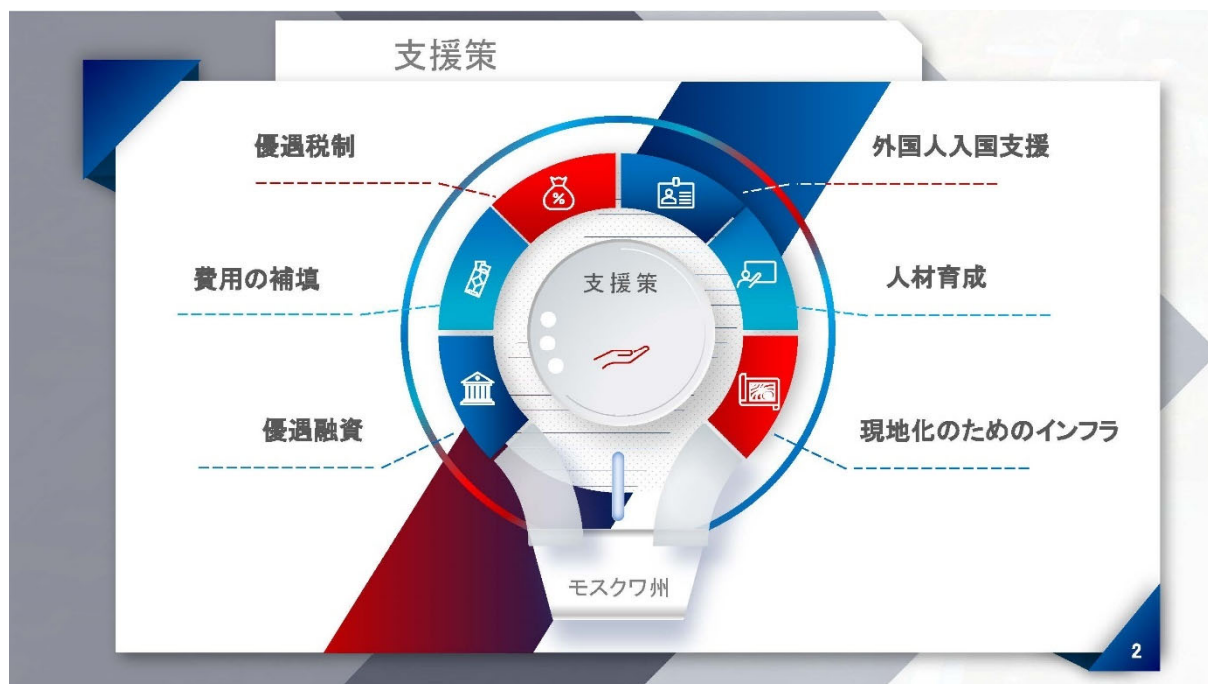 支援策
優遇税制
外国人入国支援
費用の補填
支援策
人材育成
優遇融資
現地化のためのインフラ
モスクワ州
2